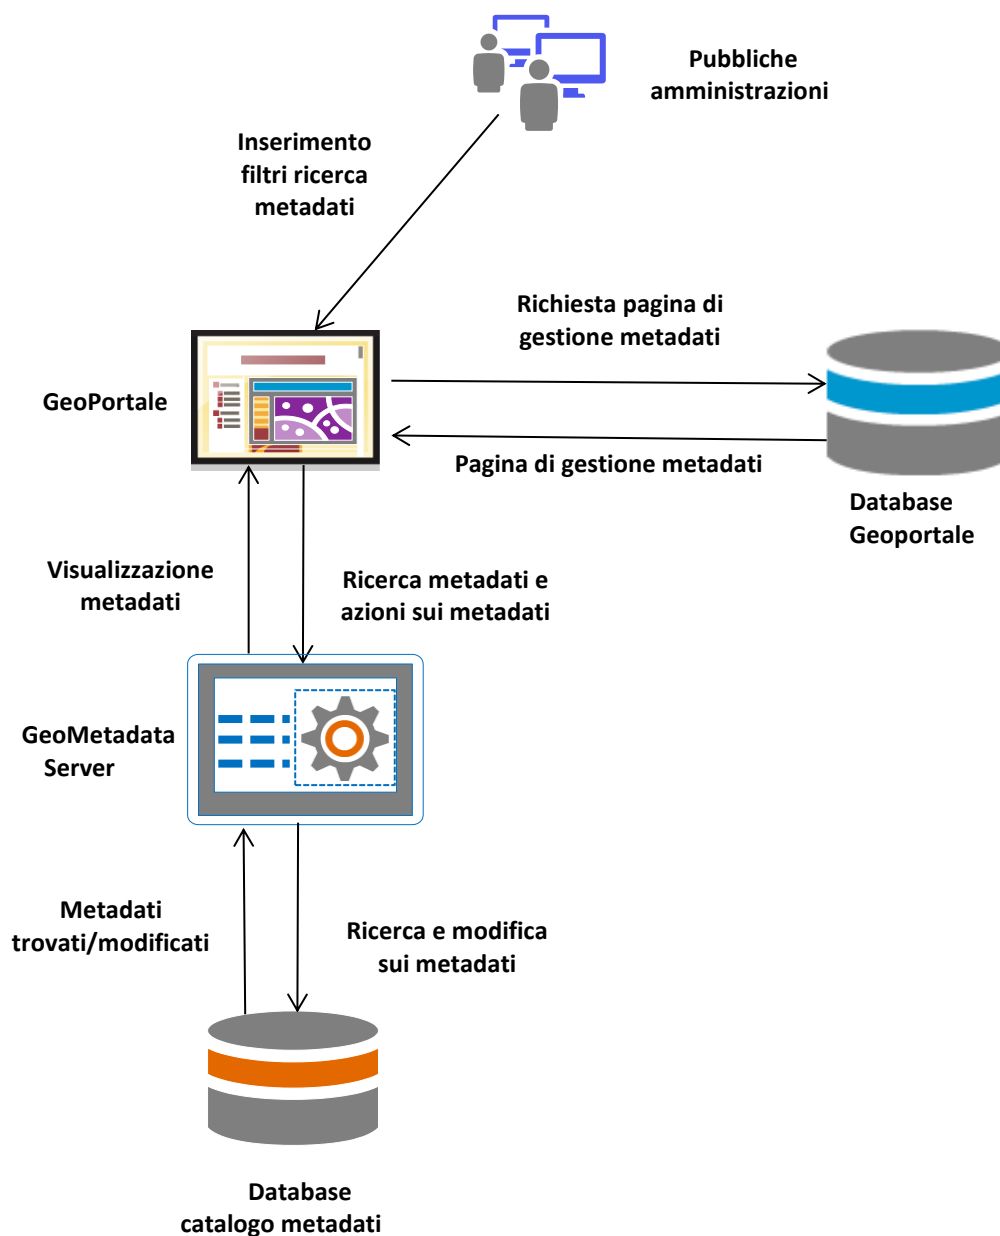 Pubbliche
amministrazioni
Inserimento
filtri ricerca
metadati
Richiesta pagina di
gestione metadati
GeoPortale
Pagina di gestione metadati
Database
Geoportale
Visualizzazione
metadati
Ricerca metadati e
azioni sui metadati
GeoMetadata
Server
Metadati
trovati/modificati
Ricerca e modifica
sui metadati
Database
catalogo metadati